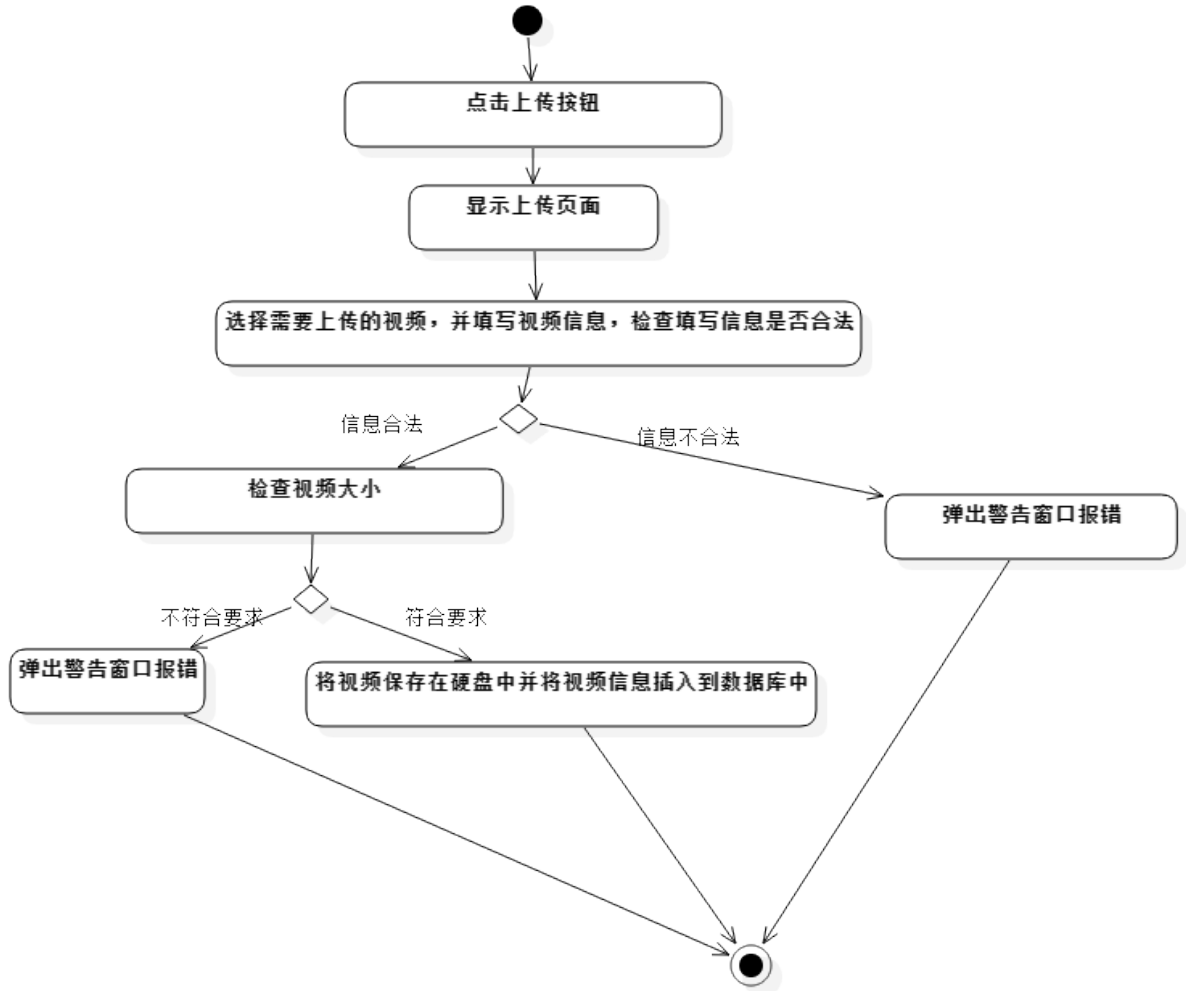 点击上传按钮
显示上传页面
选择需要上传的视频，并填写视频信息，检查填写信息是否合法
信息合法
信息不合法
检查视频大小
弹出警告窗口报错
不符合要求
符合要求
弹出警告窗口报错
将视频保存在硬盘中并将视频信息插入到数据库中